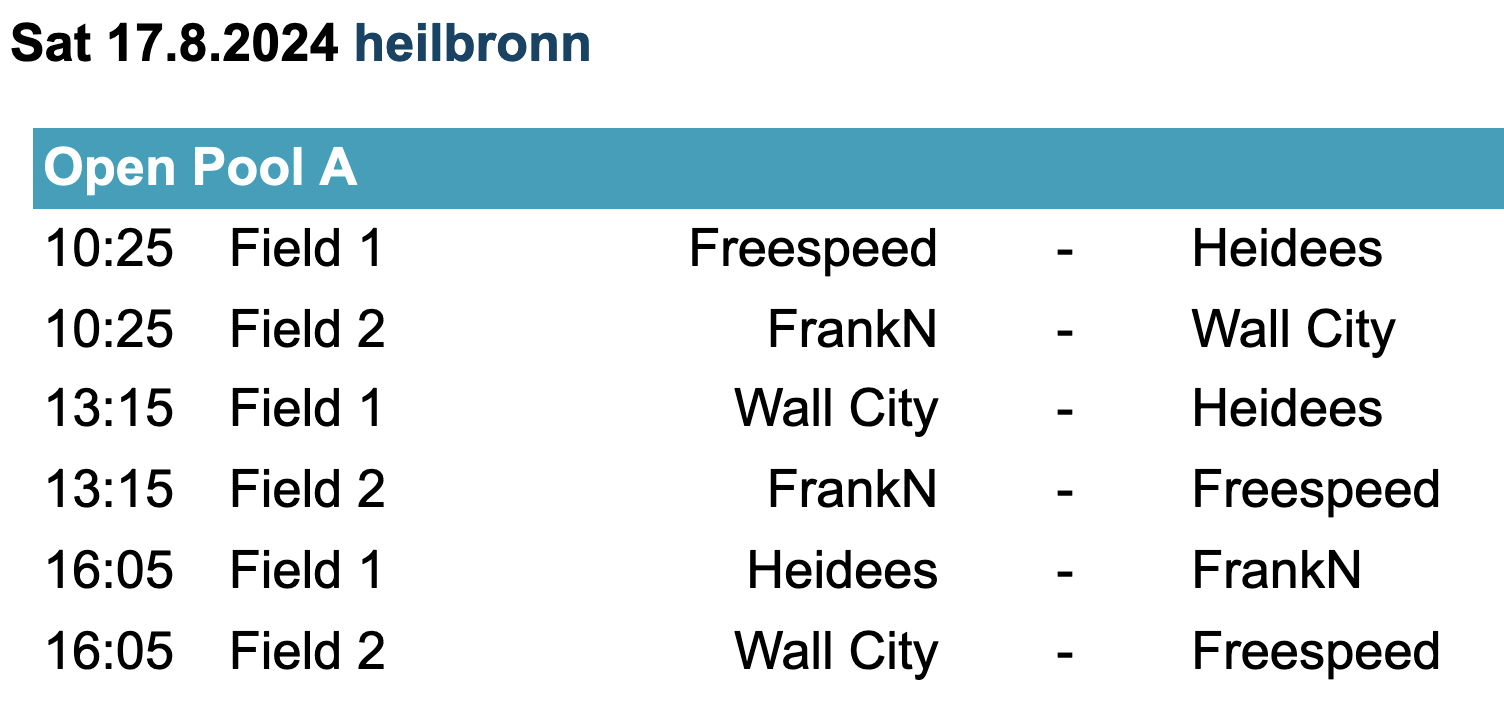 Sat 17.8.2024 heilbronn
Open Pool A
10:25 Field 1 Freespeed - Heidees
10:25 Field 2 FrankN - Wall City
13:15 Field 1 Wall City - Heidees
13:15 Field 2 FrankN - Freespeed
16:05 Field 1 Heidees - FrankN
16:05 Field 2 Wall City - Freespeed